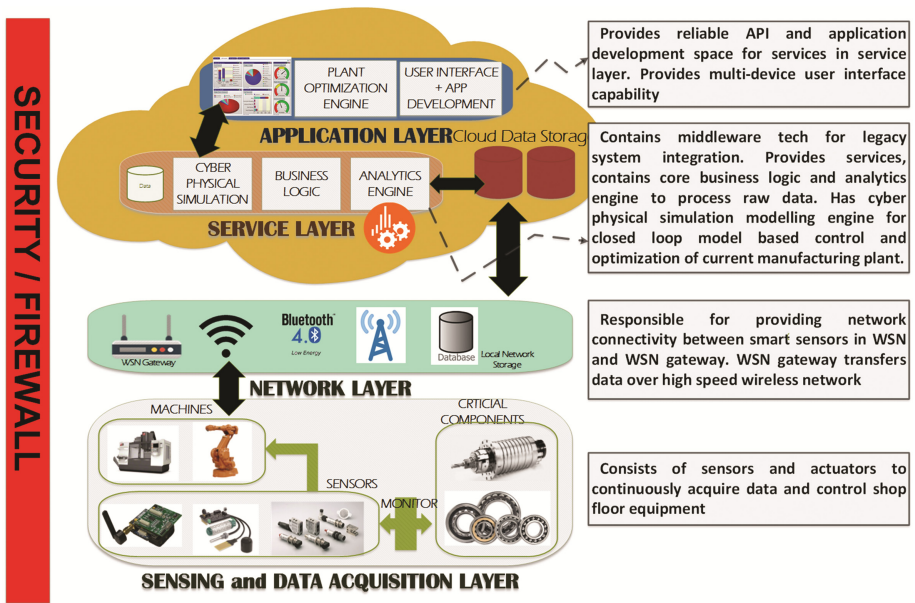 SECURITY / FIREWALL
PLANT
OPTIMIZATION
ENGINE
USER INTERFACE
+ APP
DEVELOPMENT
APPLICATION LAYER
Cloud Data Storag
Data
CYBER
PHYSICAL
SIMULATION
BUSINESS
LOGIC
ANALYTICS
ENGINE
SERVICE LAYER
Provides reliable API and application
development space for services in service
layer. Provides multi-device user interface
capability
Contains middleware tech for legacy
system integration. Provides services,
contains core business logic and analytics
engine to process raw data. Has cyber
physical simulation modelling engine for
closed loop model based control and
optimization of current manufacturing plant.
WSN Gateway
Bluetooth
4.0
Low Energy
Database
Local Network
Storage
NETWORK LAYER
Responsible for providing network
connectivity between smart sensors in WSN
and WSN gateway. WSN gateway transfers
data over high speed wireless network
MACHINES
CRTICIAL
COMPONENTS
SENSORS
MONITOR
SENSING and DATA ACQUISITION LAYER
Consists of sensors and actuators to
continuously acquire data and control shop
floor equipment